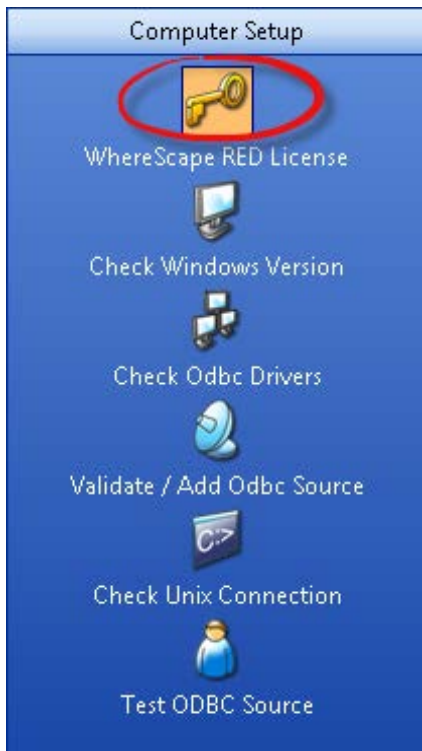 Computer Setup
WhereScape RED License
Check Windows Version
Check Odbc Drivers
Validate / Add Odbc Source
C:>
Check Unix Connection
Test ODBC Source